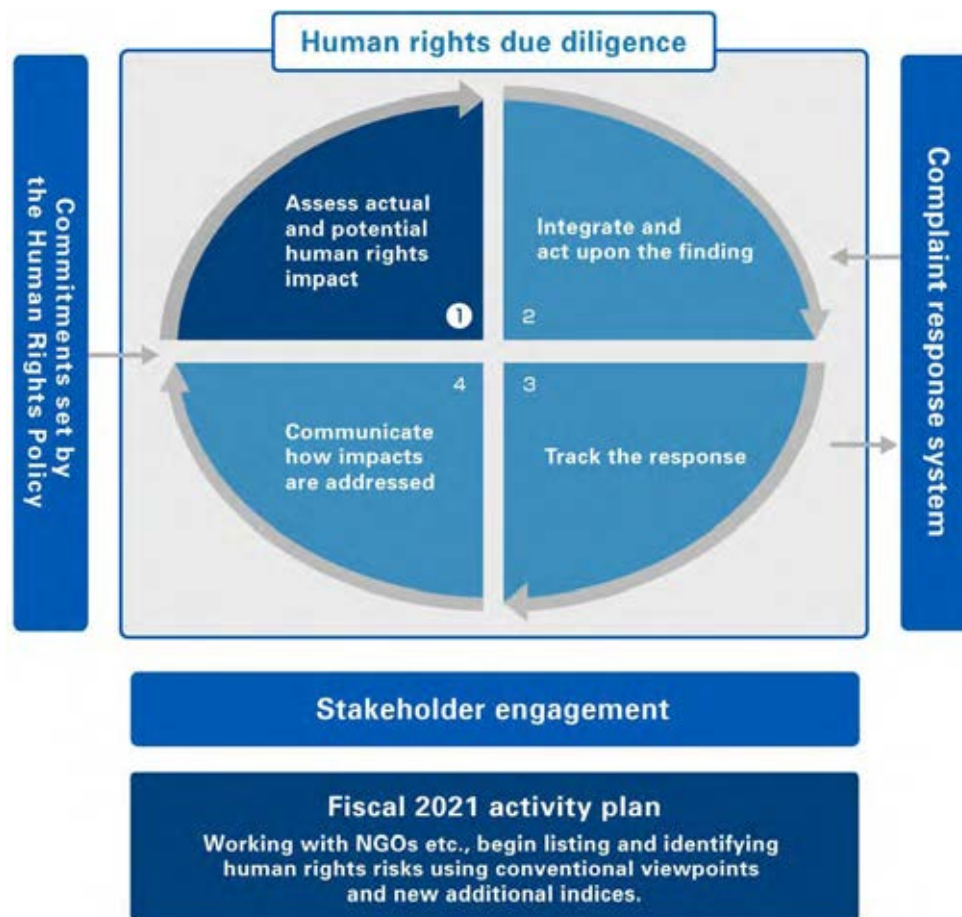 Human rights due diligence
Commitments set by
the Human Rights Policy
Assess actual
and potential
human rights
impact
1
Integrate and
act upon the finding
2
3
Track the response
4
Communicate
how impacts
are addressed
Complaint response system
Stakeholder engagement
Fiscal 2021 activity plan
Working with NGOs etc., begin listing and identifying
human rights risks using conventional viewpoints
and new additional indices.